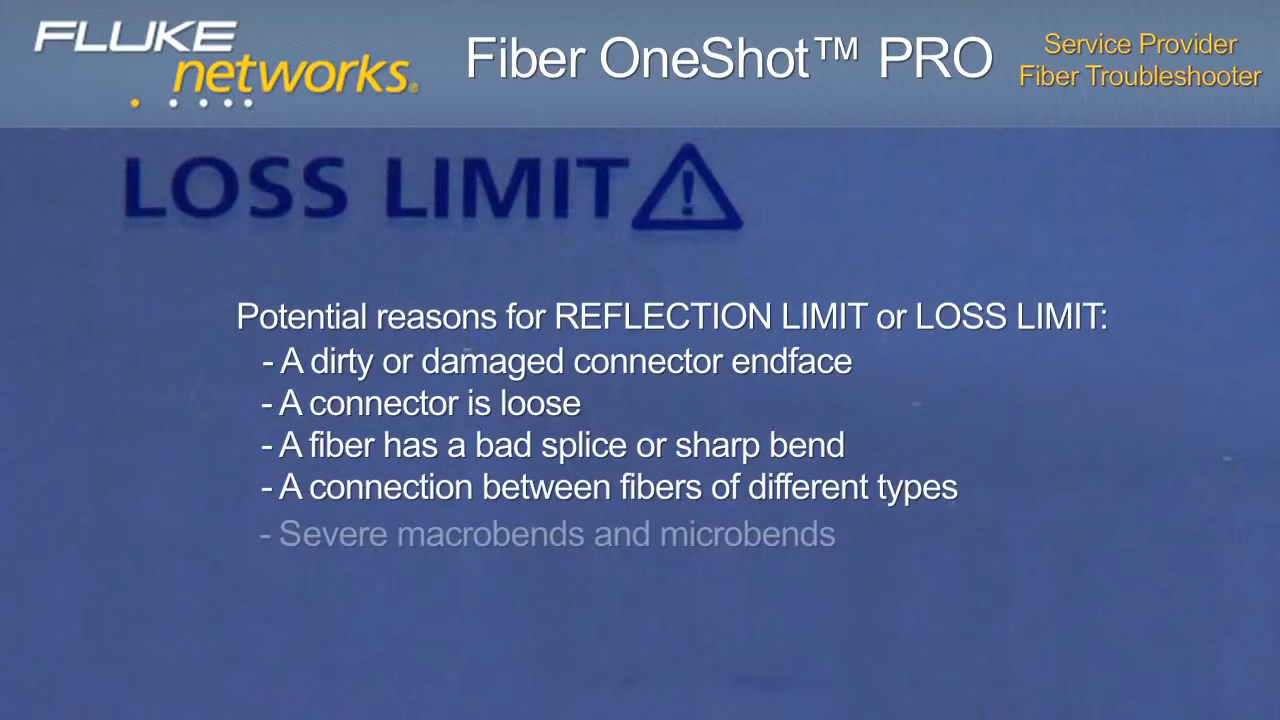 FLUKE
networks®
Fiber OneShot™ PRO
Service Provider
Fiber Troubleshooter
LOSS LIMIT
Potential reasons for REFLECTION LIMIT or LOSS LIMIT:
- A dirty or damaged connector endface
- A connector is loose
- A fiber has a bad splice or sharp bend
- A connection between fibers of different types
- Severe macrobends and microbends